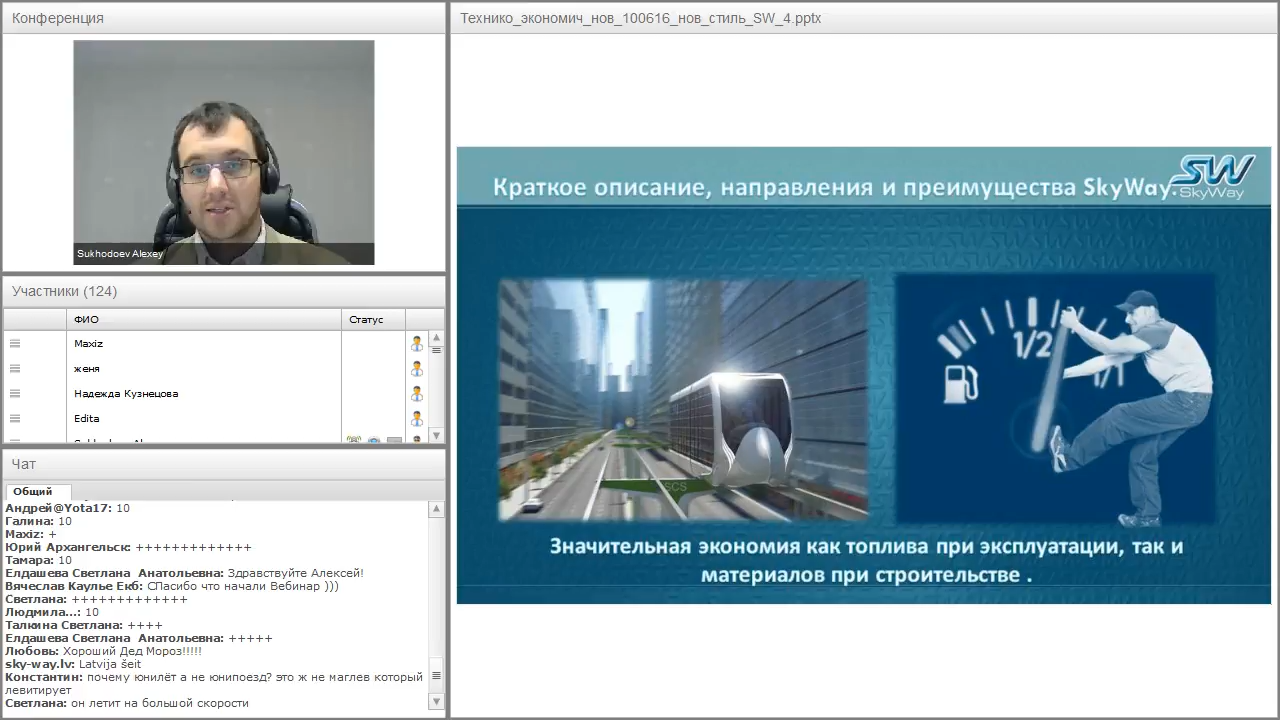 Конференция
Sukhodoev Alexey
Участники (124)
ФИО
Статус
Maxiz
женя
Надежда Кузнецова
Edita
Чат
Общий
Андрей@Yota17: 10
Галина: 10
Maxiz: +
Юрий Архангельск: +++++++++++++
Тамара: 10
Елдашева Светлана Анатольевна: Здравствуйте Алексей!
Вячеслав Каулье Екб: СПасибо что начали Вебинар )))
Светлана: +++++++++++++
Людмила...: 10
Талкина Светлана: ++++
Елдашева Светлана Анатольевна: +++++
Любовь: Хороший Дед Мороз!!!!!
sky-way.lv: Latvija šeit
Константин: почему юнилёт а не юнипоезд? это ж не маглев который
левитирует
Светлана: он летит на большой скорости
Технико_экономич_нов_100616_нов_стиль_SW_4.pptx
Краткое описание, направления и преимущества SkyWay.
SW
SkyWay
SCS
1/2
1/1
Значительная экономия как топлива при эксплуатации, так и
материалов при строительстве .